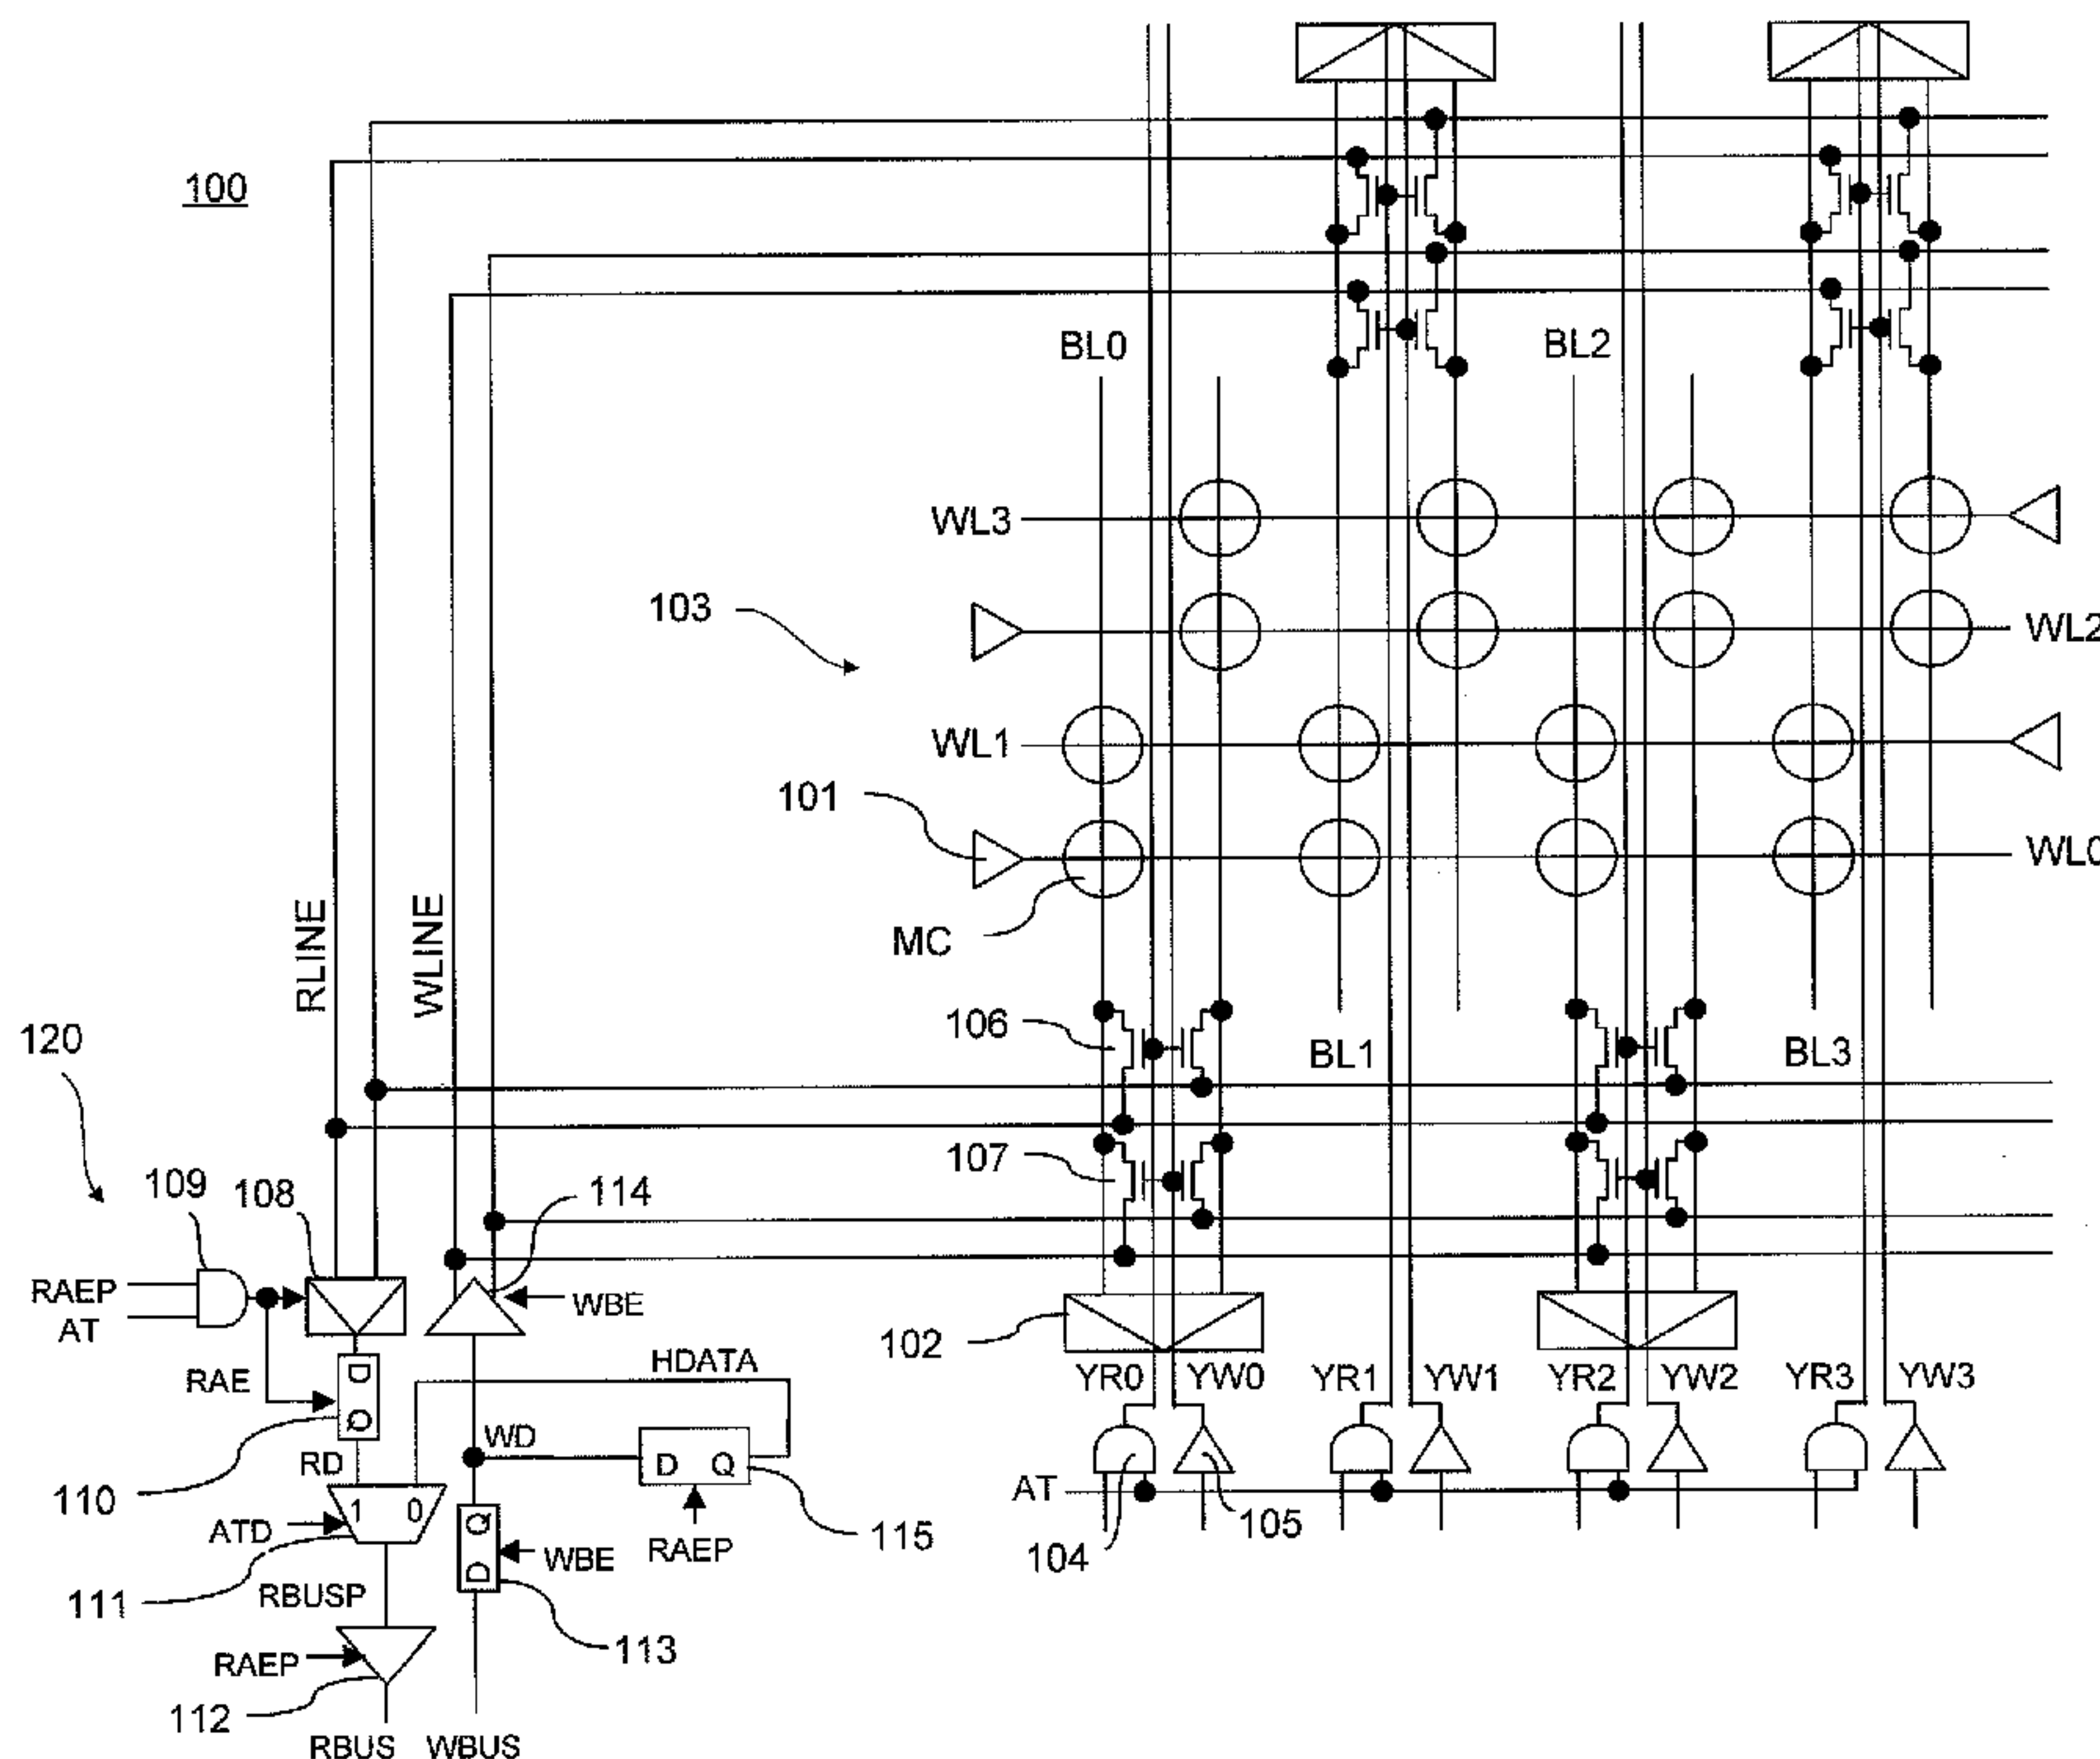 100
BL0
BL2
WL3
103
WL2
WL1
101
WL0
MC
RLINE
WLINE
106
BL1
BL3
120
107
109
108
114
RAEP
AT
WBE
102
HDATA
YR0
YW0
YR1
YW1
YR2
YW2
YR3
YW3
RAE
D
Q
WD
D
Q
RD
104
AT
105
110
1
0
ATD
Q
D
WBE
RAEP
115
111
RBUSP
113
RAEP
112
RBUS
WBUS